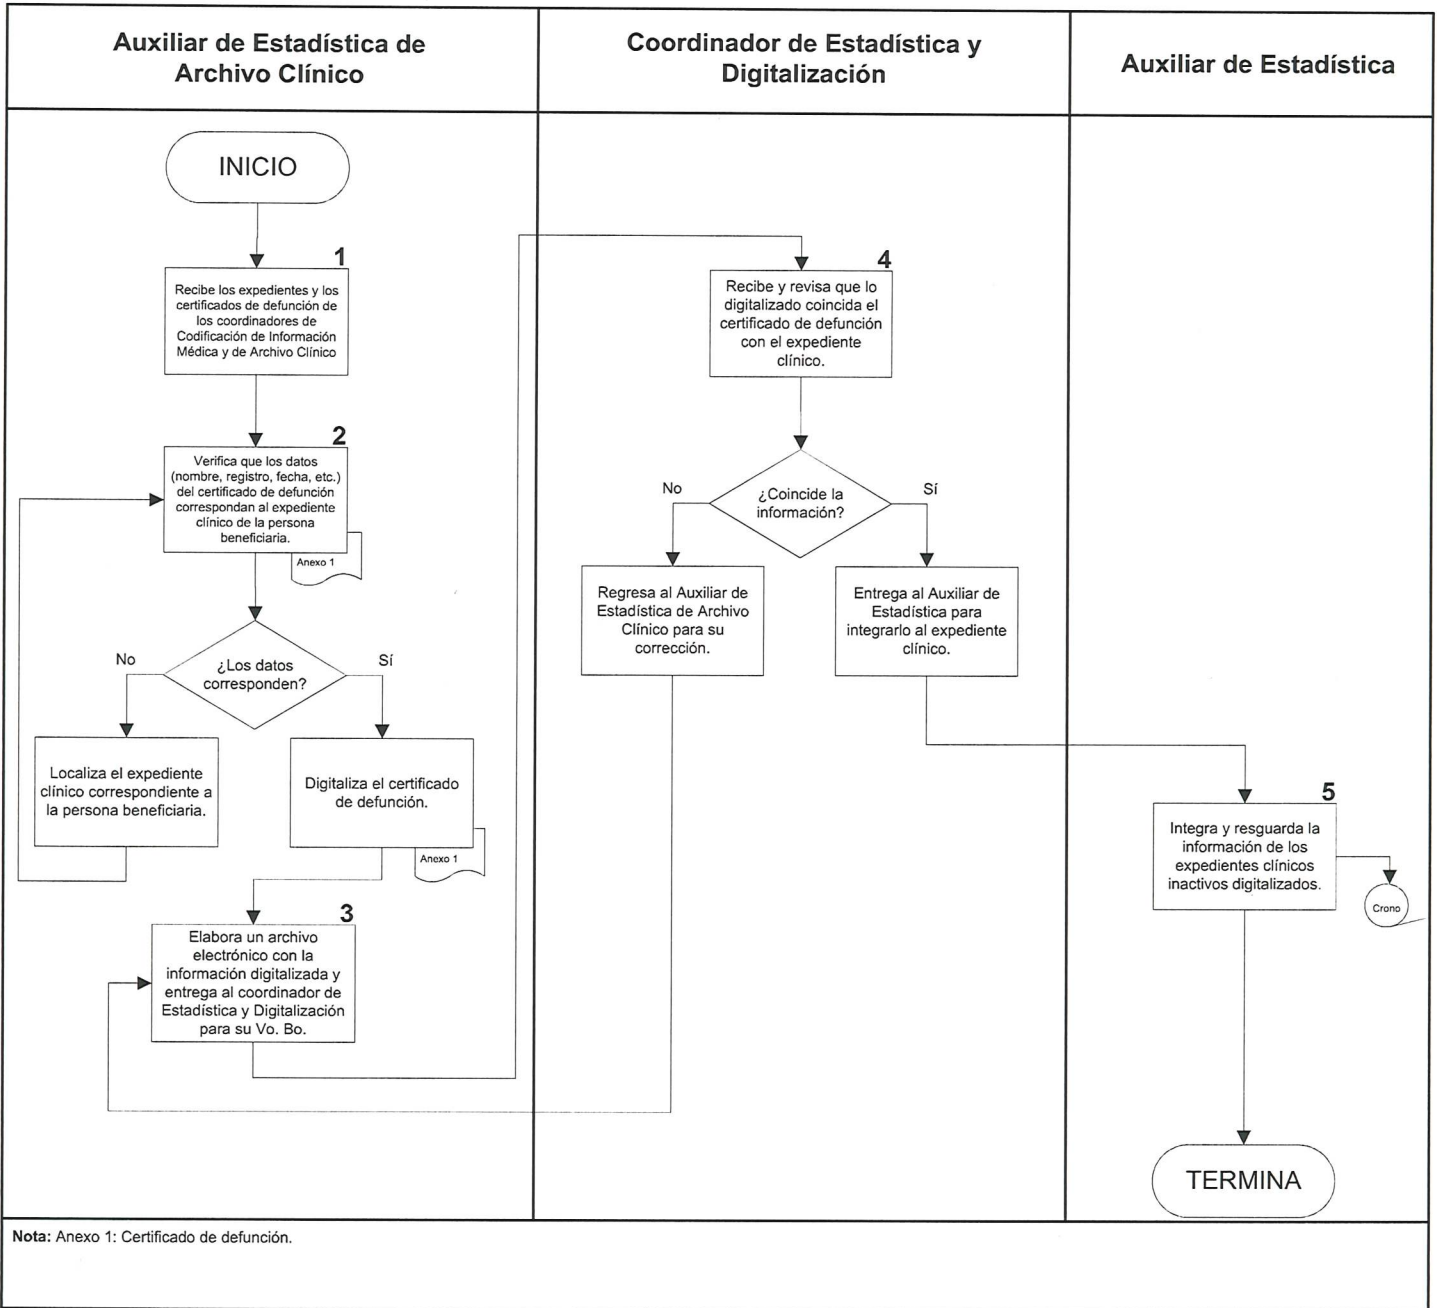 Auxiliar de Estadística de
Archivo Clínico
Coordinador de Estadística y
Digitalización
Auxiliar de Estadística
INICIO
1
Recibe los expedientes y los
certificados de defunción de
los coordinadores de
Codificación de Información
Médica y de Archivo Clínico
2
Verifica que los datos
(nombre, registro, fecha, etc.)
del certificado de defunción
correspondan al expediente
clínico de la persona
beneficiaria.
Anexo 1
¿Los datos
corresponden?
No
Sí
Localiza el expediente
clínico correspondiente a
la persona beneficiaria.
Digitaliza el certificado
de defunción.
Anexo 1
3
Elabora un archivo
electrónico con la
información digitalizada y
entrega al coordinador de
Estadística y Digitalización
para su Vo. Bo.
4
Recibe y revisa que lo
digitalizado coincida el
certificado de defunción
con el expediente
clínico.
¿Coincide la
información?
No
Sí
Regresa al Auxiliar de
Estadística de Archivo
Clínico para su
corrección.
Entrega al Auxiliar de
Estadística para
integrarlo al expediente
clínico.
5
Integra y resguarda la
información de los
expedientes clínicos
inactivos digitalizados.
Crono
TERMINA
Nota: Anexo 1: Certificado de defunción.